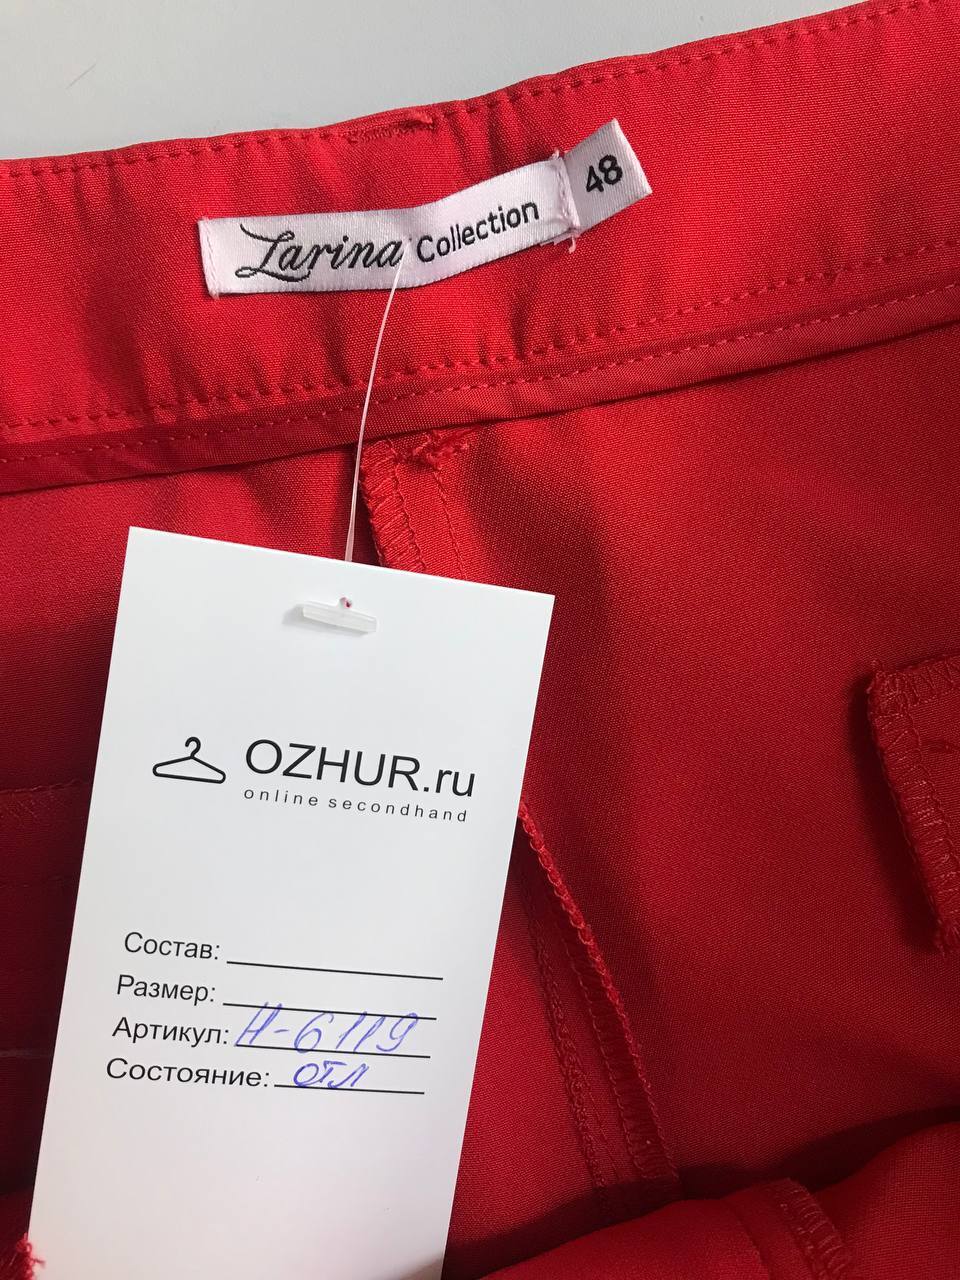 Larina Collection 48
OZHUR.ru
online secondhand
Состав:
Размер:
Артикул: Н-6119
Состояние: отл